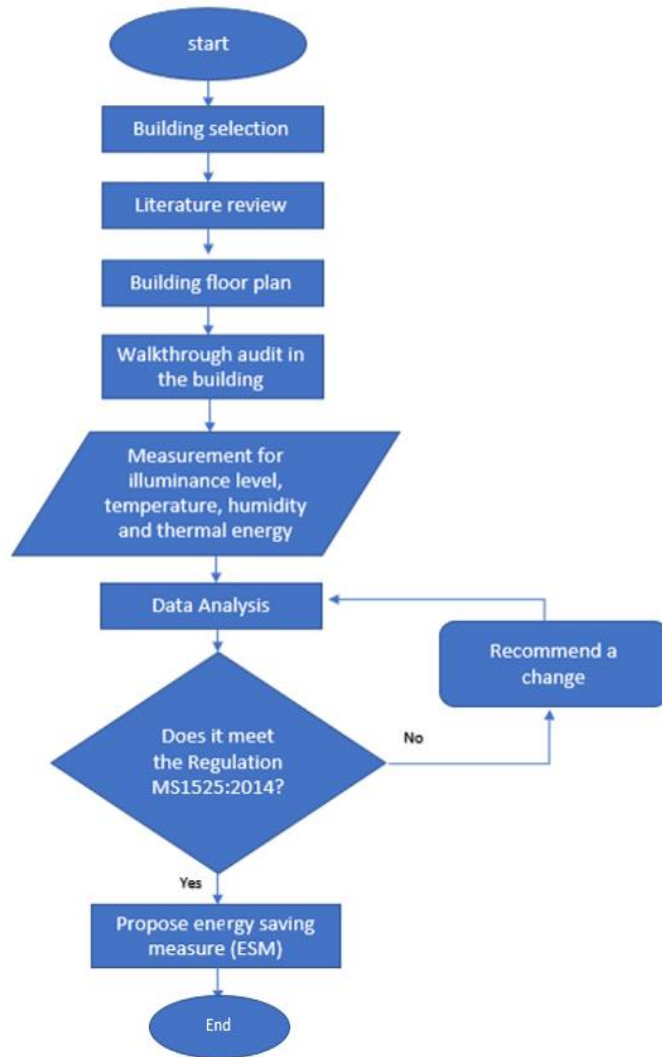 start
Building selection
Literature review
Building floor plan
Walkthrough audit in
the building
Measurement for
illuminance level,
temperature, humidity
and thermal energy
Data Analysis
Recommend a
change
Does it meet
the Regulation
MS1525:2014?
No
Yes
Propose energy saving
measure (ESM)
End